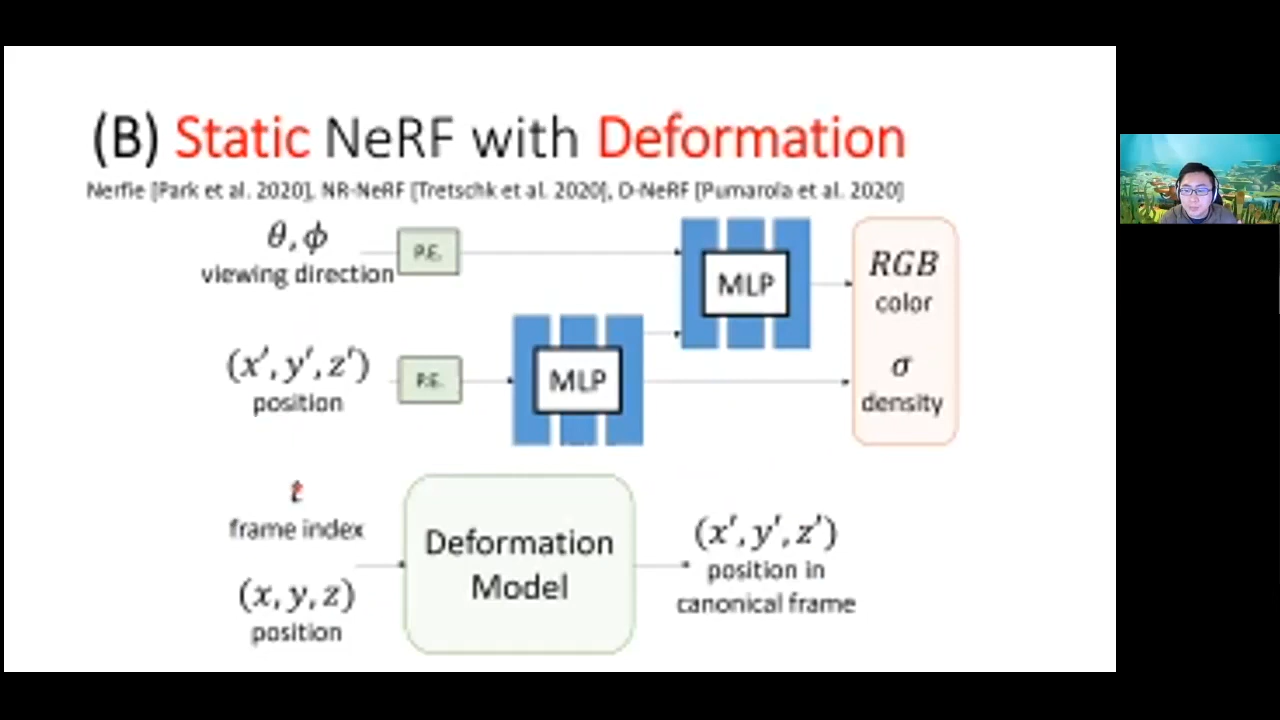 (B) Static NeRF with Deformation
Nerfie [Park et al. 2020], NR-NeRF [Tretschk et al. 2020], D-NeRF [Pumarola et al. 2020]
θ, ϕ
viewing direction
P.E.
MLP
RGB
color
(x′, y′, z′)
position
P.E.
MLP
σ
density
t
frame index
(x, y, z)
position
Deformation
Model
(x′, y′, z′)
position in
canonical frame